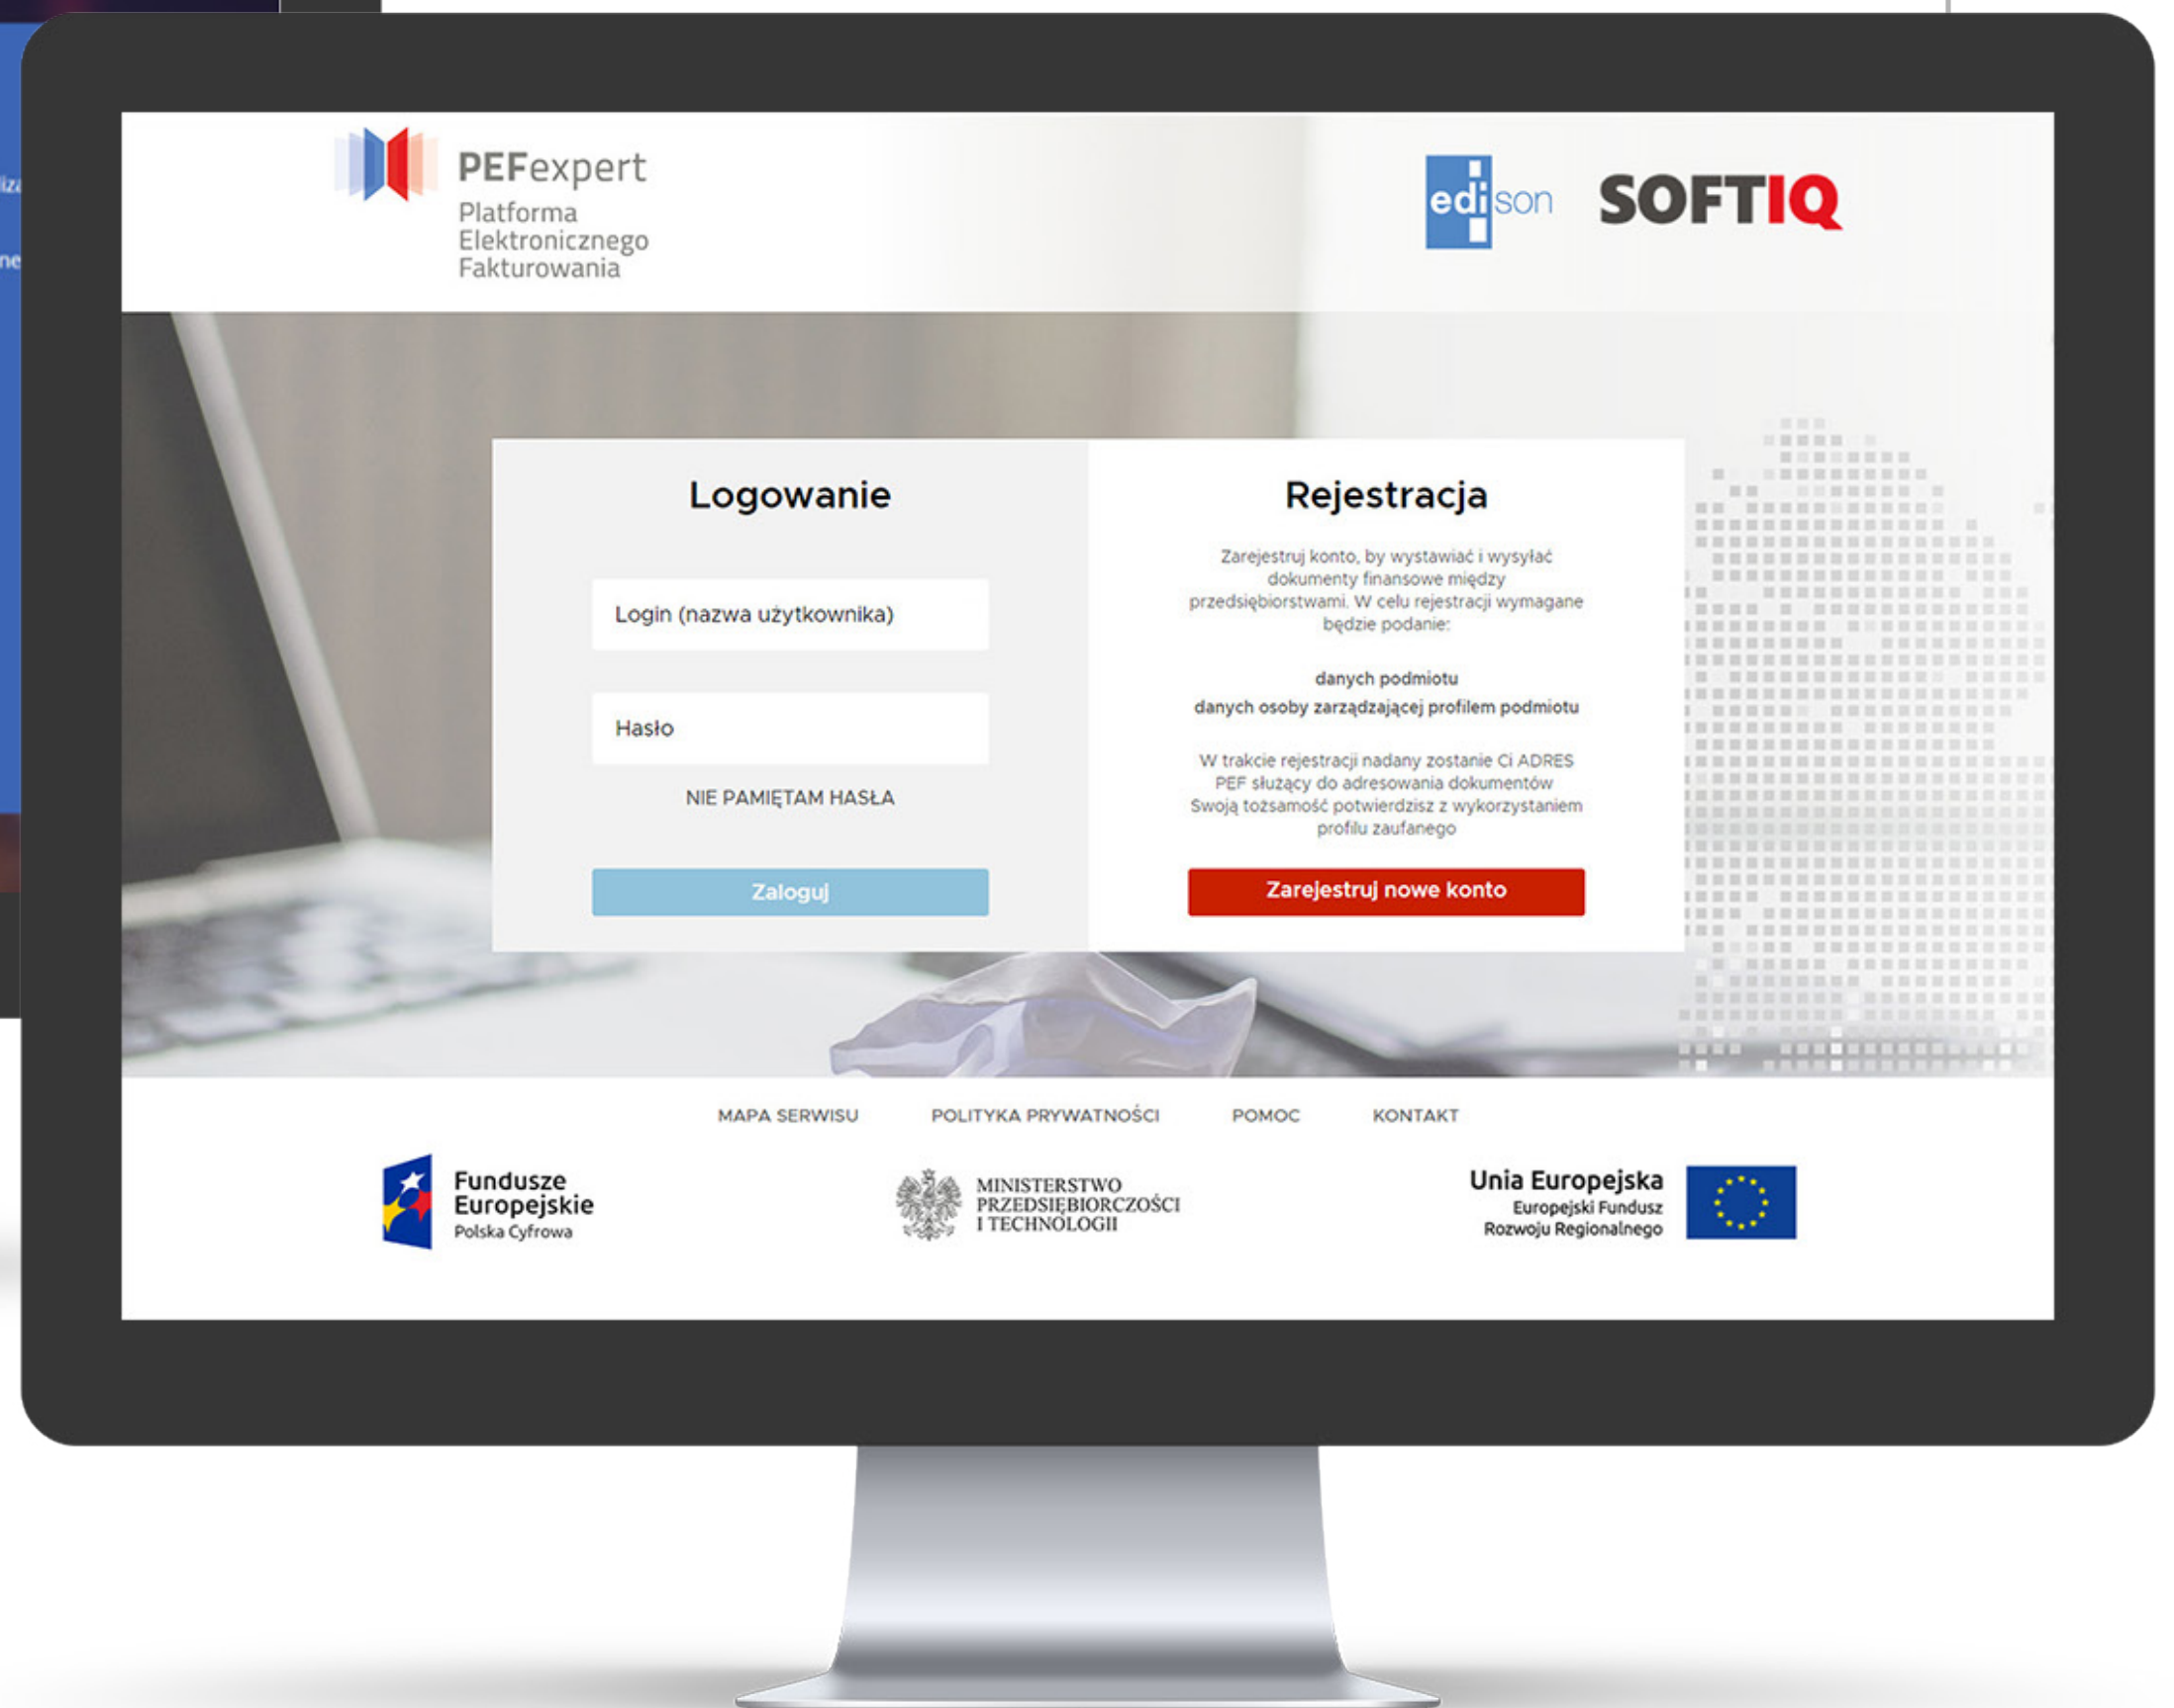 PEFexpert
Platforma
Elektronicznego
Fakturowania
edison
SOFTIQ
Logowanie
Login (nazwa użytkownika)
Hasło
NIE PAMIĘTAM HASŁA
Zaloguj
Rejestracja
Zarejestruj konto, by wystawiać i wysyłać
dokumenty finansowe między
przedsiębiorstwami. W celu rejestracji wymagane
będzie podanie:
danych podmiotu
danych osoby zarządzającej profilem podmiotu
W trakcie rejestracji nadany zostanie Ci ADRES
PEF służący do adresowania dokumentów
Swoją tożsamość potwierdzisz z wykorzystaniem
profilu zaufanego
Zarejestruj nowe konto
MAPA SERWISU POLITYKA PRYWATNOŚCI POMOC KONTAKT
Fundusze
Europejskie
Polska Cyfrowa
MINISTERSTWO
PRZEDSIĘBIORCZOŚCI
I TECHNOLOGII
Unia Europejska
Europejski Fundusz
Rozwoju Regionalnego